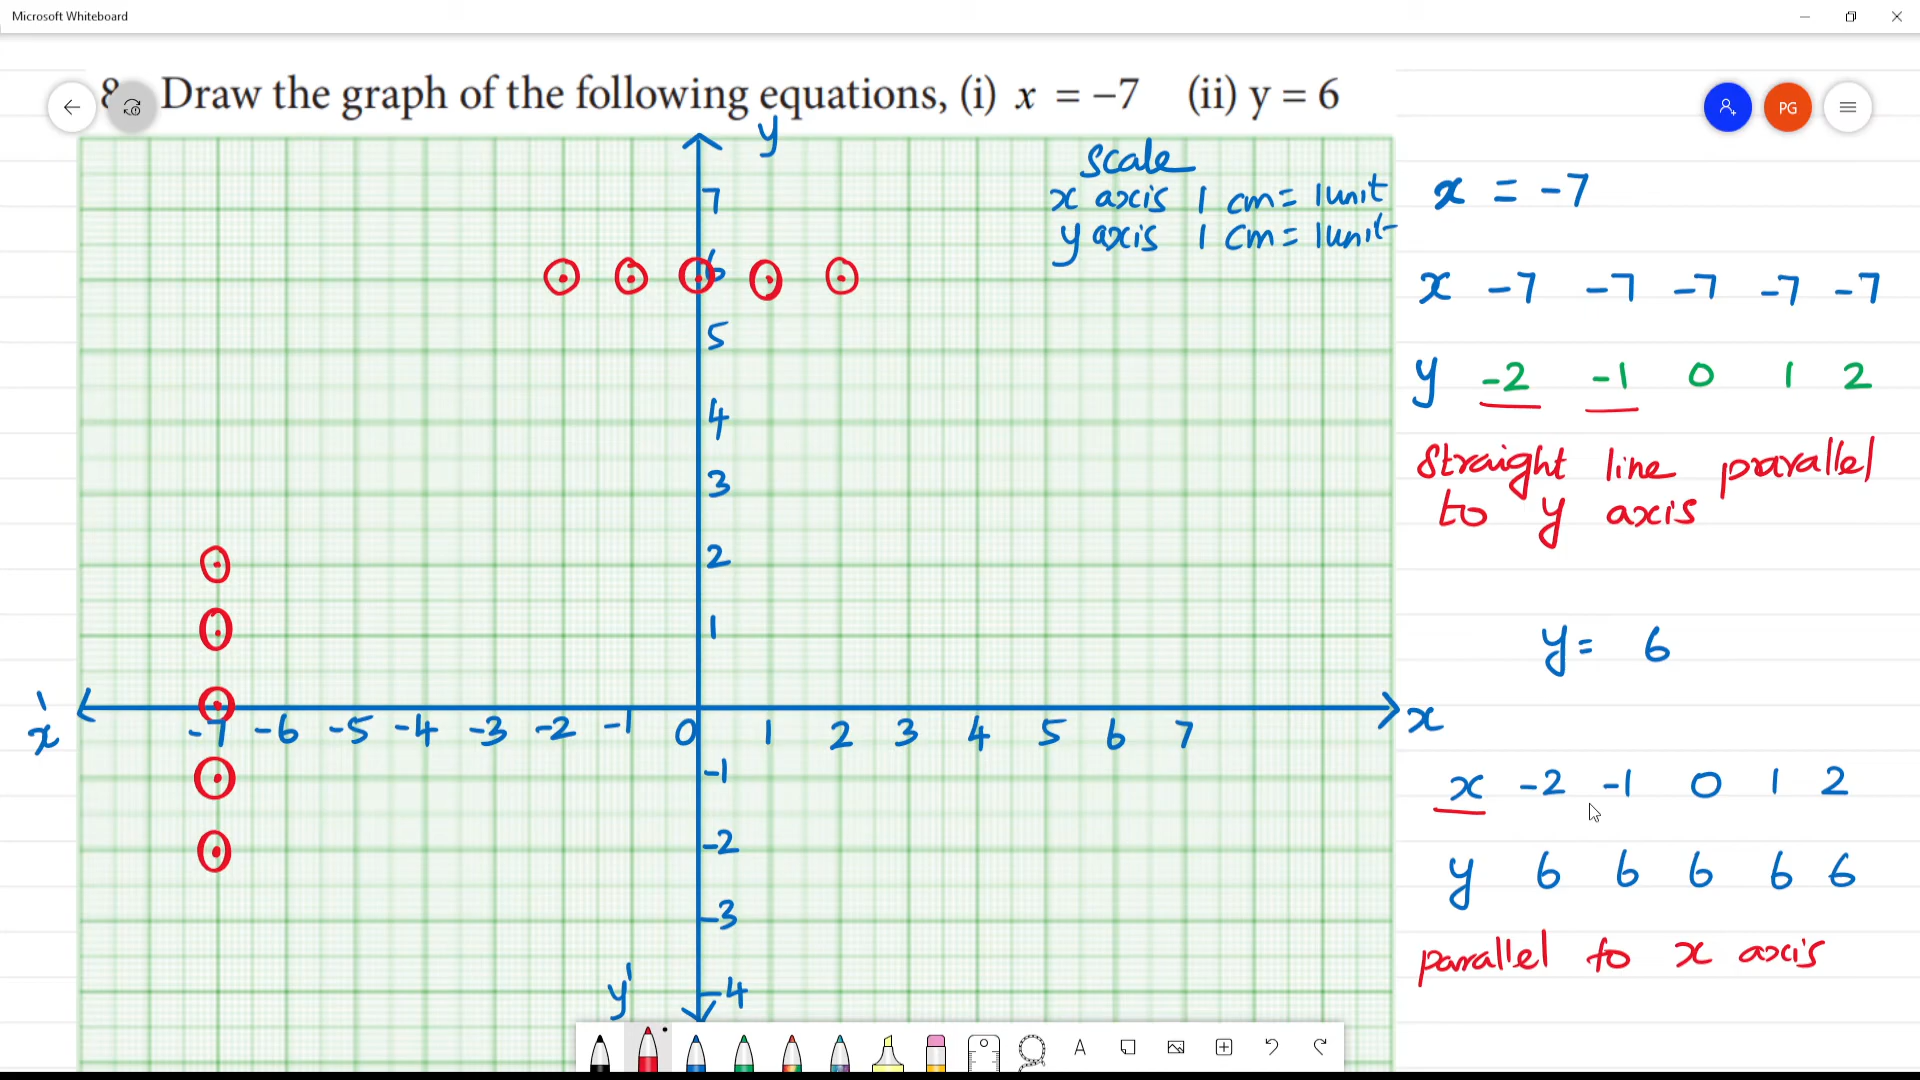 Microsoft Whiteboard
8 Draw the graph of the following equations, (i) x = −7 (ii) y = 6
PG
y
scale
x axis 1 cm = 1unit
y axis 1 cm = 1unit
7
6
5
4
3
2
1
x'
-7 -6 -5 -4 -3 -2 -1 0 1 2 3 4 5 6 7
x
-1
-2
-3
-4
y'
x = -7
x -7 -7 -7 -7 -7
y -2 -1 0 1 2
Straight line parallel
to y axis
y = 6
x -2 -1 0 1 2
y 6 6 6 6 6
parallel to x axis
A